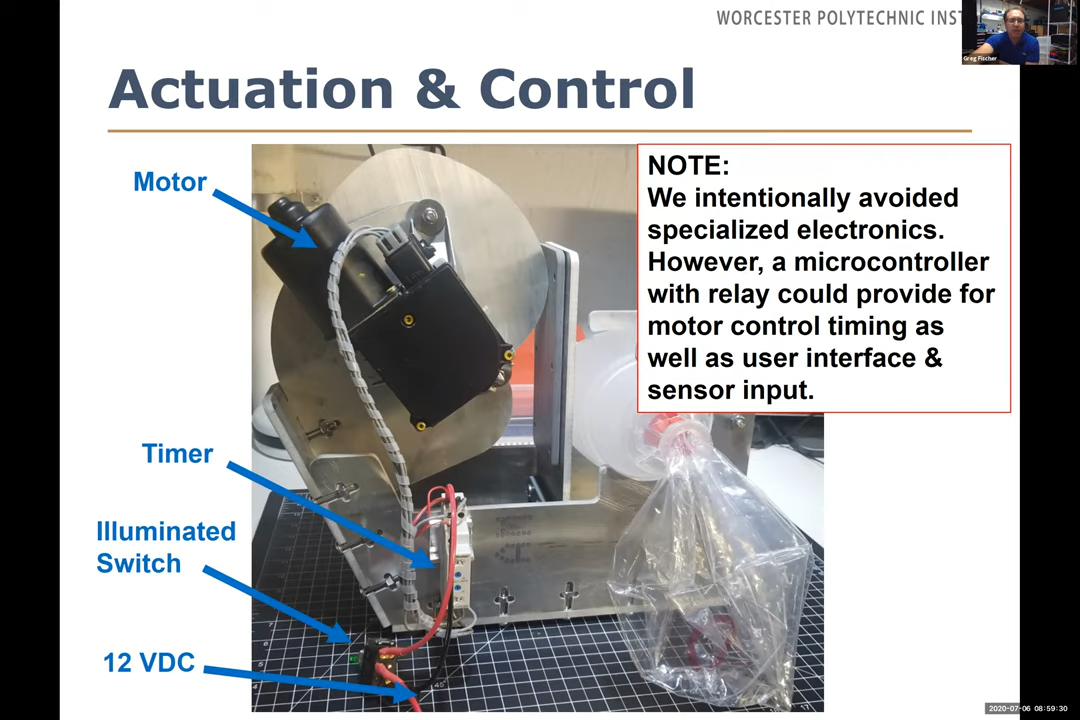 WORCESTER POLYTECHNIC INST
Greg Fischer
Actuation & Control
Motor
NOTE:
We intentionally avoided
specialized electronics.
However, a microcontroller
with relay could provide for
motor control timing as
well as user interface &
sensor input.
Timer
Illuminated
Switch
12 VDC
45°
2020-07-06 08:59:30